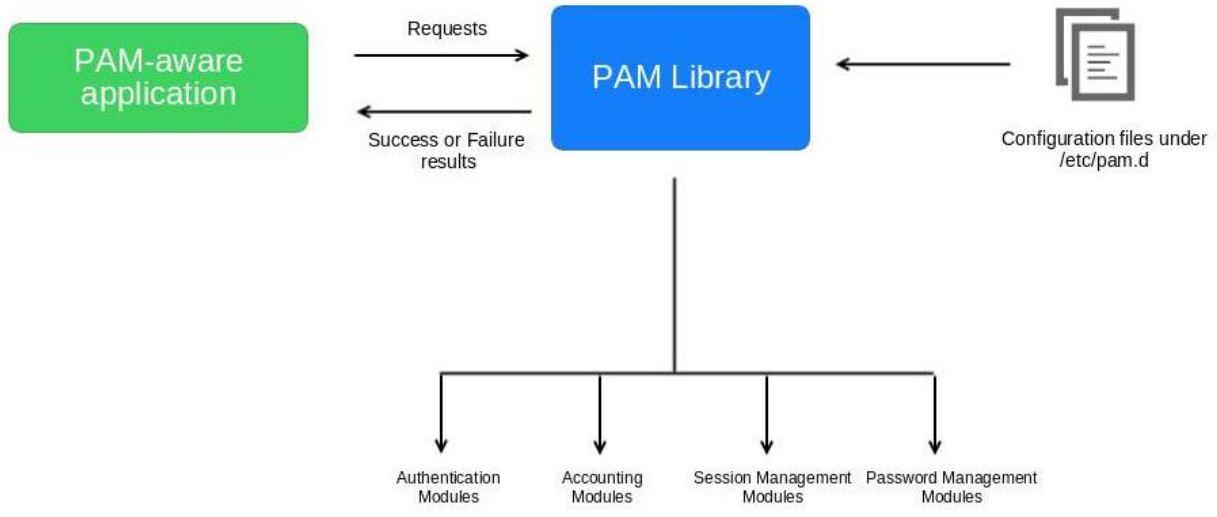 PAM-aware
application
Requests
Success or Failure
results
PAM Library
Configuration files under
/etc/pam.d
Authentication
Modules
Accounting
Modules
Session Management
Modules
Password Management
Modules